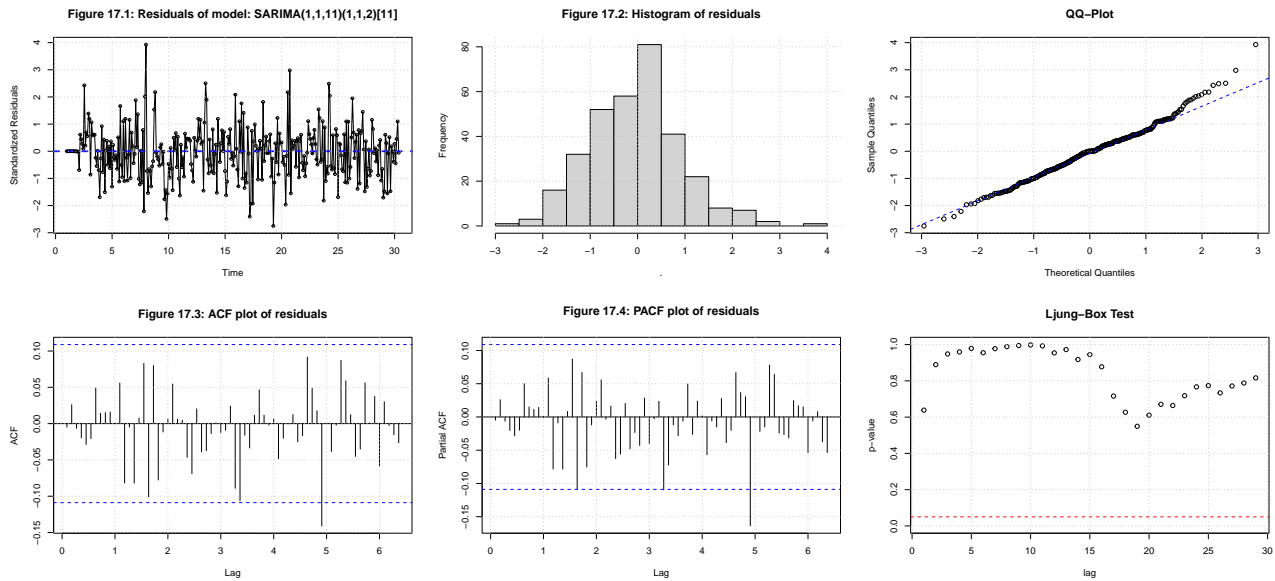 Figure 17.1: Residuals of model: SARIMA(1,1,11)(1,1,2)[11]
Standardized Residuals
4
3
2
1
0
−1
−2
−3
0 5 10 15 20 25 30
Time
Figure 17.2: Histogram of residuals
Frequency
80
60
40
20
0
−3 −2 −1 0 1 2 3 4
.
QQ−Plot
Sample Quantiles
4
3
2
1
0
−1
−2
−3
−3 −2 −1 0 1 2 3
Theoretical Quantiles
Figure 17.3: ACF plot of residuals
ACF
0.10
0.05
0.00
−0.05
−0.10
−0.15
0 1 2 3 4 5 6
Lag
Figure 17.4: PACF plot of residuals
Partial ACF
0.10
0.05
0.00
−0.05
−0.10
−0.15
0 1 2 3 4 5 6
Lag
Ljung−Box Test
p−value
1.0
0.8
0.6
0.4
0.2
0.0
0 5 10 15 20 25 30
lag